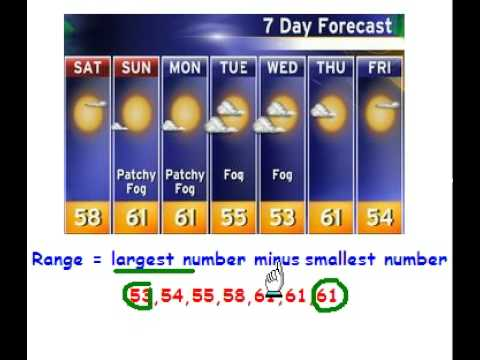 7 Day Forecast
SAT SUN MON TUE WED THU FRI
Patchy Fog Patchy Fog Fog Fog
58 61 61 55 53 61 54
Range = largest number minus smallest number
53,54,55,58,61,61,61